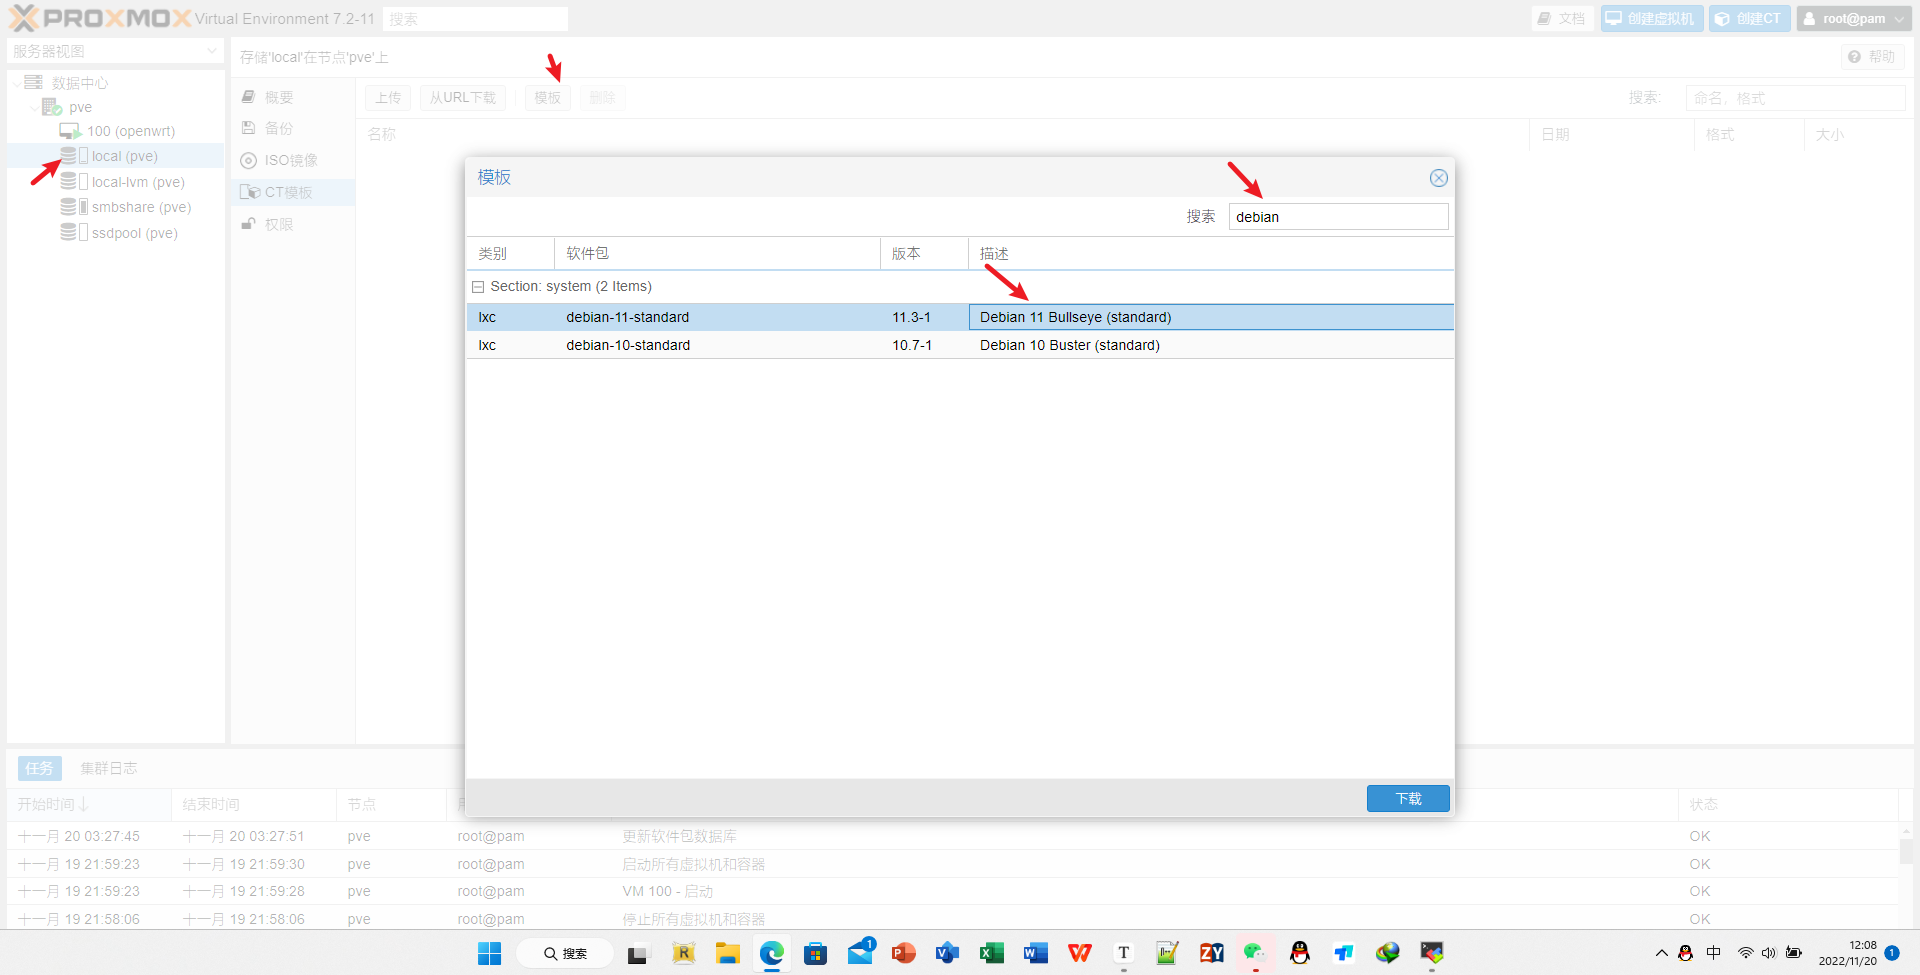 PROXMOX Virtual Environment 7.2-11 搜索 文档 创建虚拟机 创建CT root@pam
服务器视图
存储'local'在节点'pve'上 帮助
数据中心
pve
100 (openwrt)
local (pve)
local-lvm (pve)
smbshare (pve)
ssdpool (pve)
概要
备份
ISO镜像
CT模板
权限
上传 从URL下载 模板 删除 搜索: 命名，格式
名称 日期 格式 大小
模板
搜索 debian
类别 软件包 版本 描述
Section: system (2 Items)
lxc debian-11-standard 11.3-1 Debian 11 Bullseye (standard)
lxc debian-10-standard 10.7-1 Debian 10 Buster (standard)
下载
任务 集群日志
开始时间 结束时间 节点 状态
十一月 20 03:27:45 十一月 20 03:27:51 pve root@pam 更新软件包数据库 OK
十一月 19 21:59:23 十一月 19 21:59:30 pve root@pam 启动所有虚拟机和容器 OK
十一月 19 21:59:23 十一月 19 21:59:28 pve root@pam VM 100 - 启动 OK
十一月 19 21:58:06 十一月 19 21:58:06 pve root@pam 停止所有虚拟机和容器 OK
搜索 1 中 12:08
2022/11/20 1